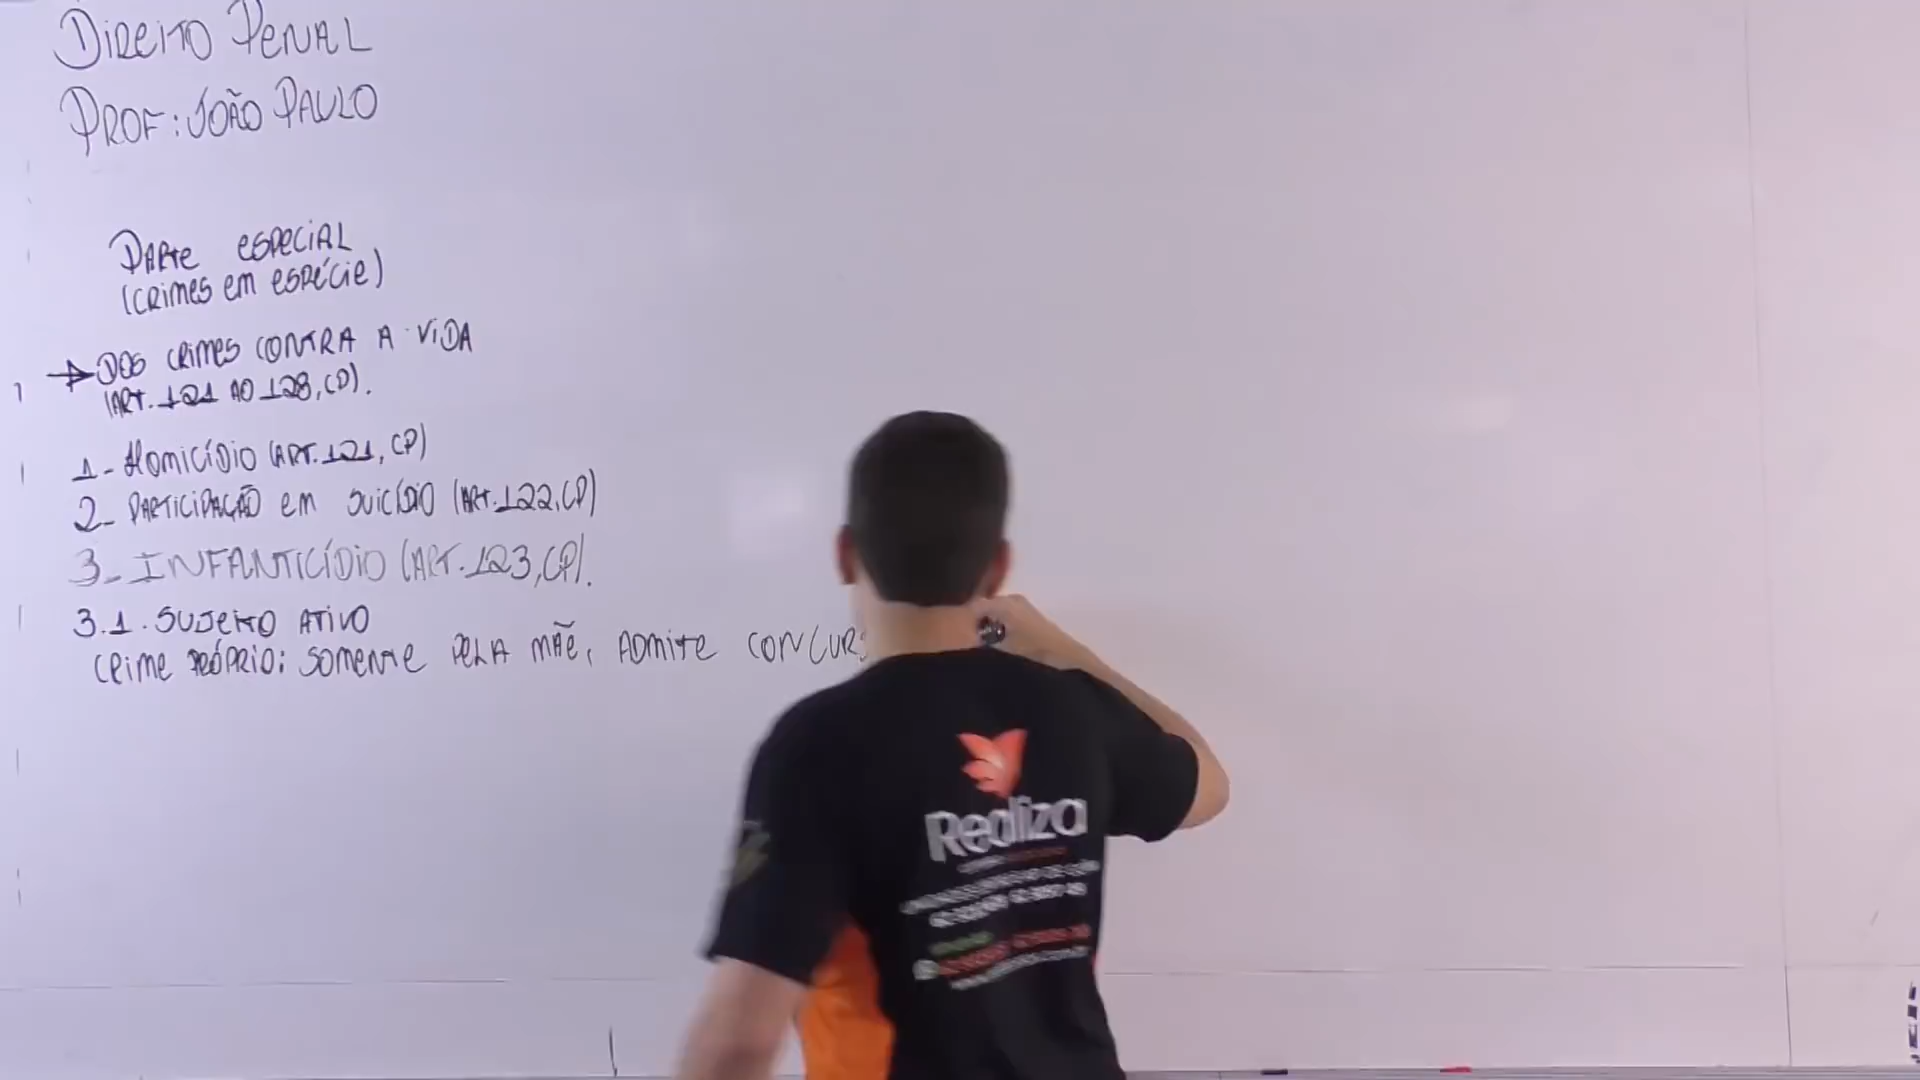 DIREITO PENAL
PROF: JOÃO PAULO
PARTE ESPECIAL
(CRIMES EM ESPÉCIE)
DOS CRIMES CONTRA A VIDA
(ART. 121 AO 128, CP).
1- HOMICÍDIO (ART. 121, CP)
2- PARTICIPAÇÃO EM SUICÍDIO (ART. 122, CP)
3- INFANTICÍDIO (ART. 123, CP).
3.1. SUJEITO ATIVO
CRIME PRÓPRIO: SOMENTE PELA MÃE, ADMITE CONCURS
Realiza